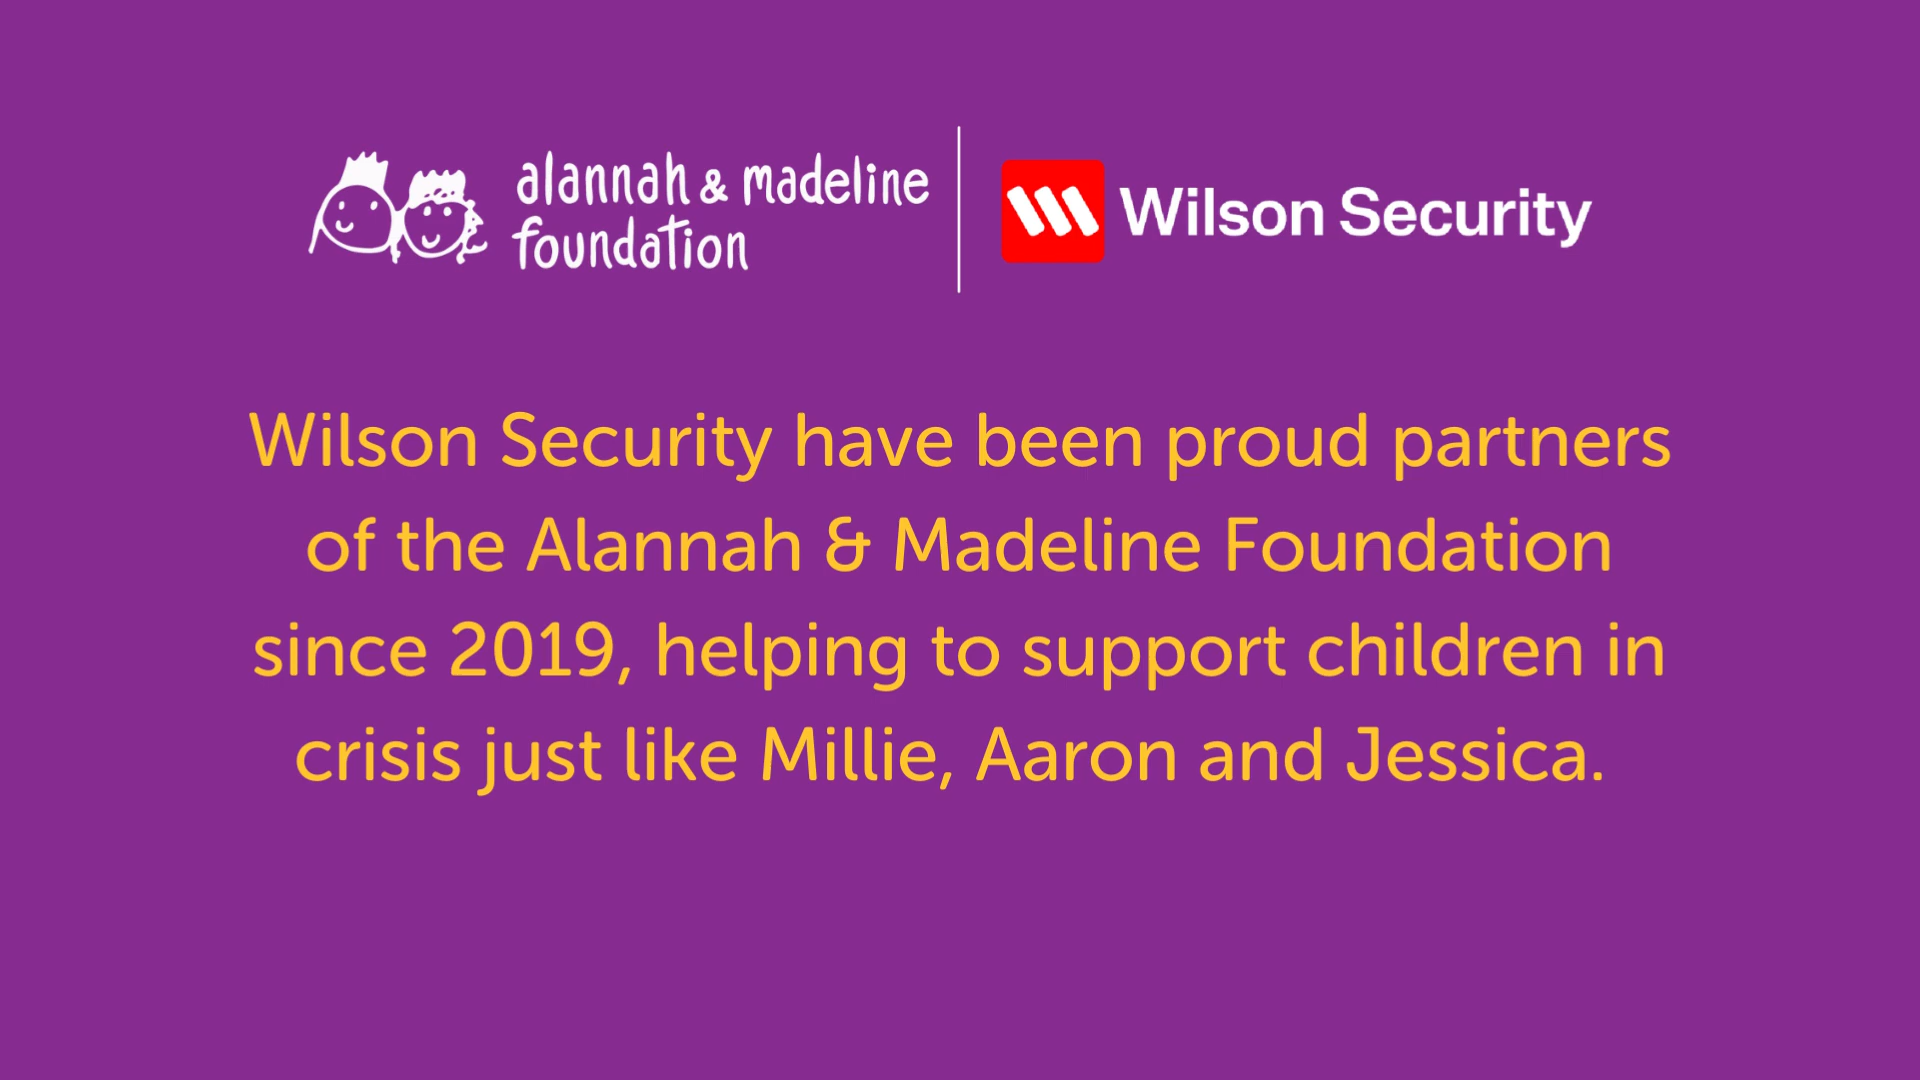 alannah & madeline
foundation
Wilson Security
Wilson Security have been proud partners
of the Alannah & Madeline Foundation
since 2019, helping to support children in
crisis just like Millie, Aaron and Jessica.